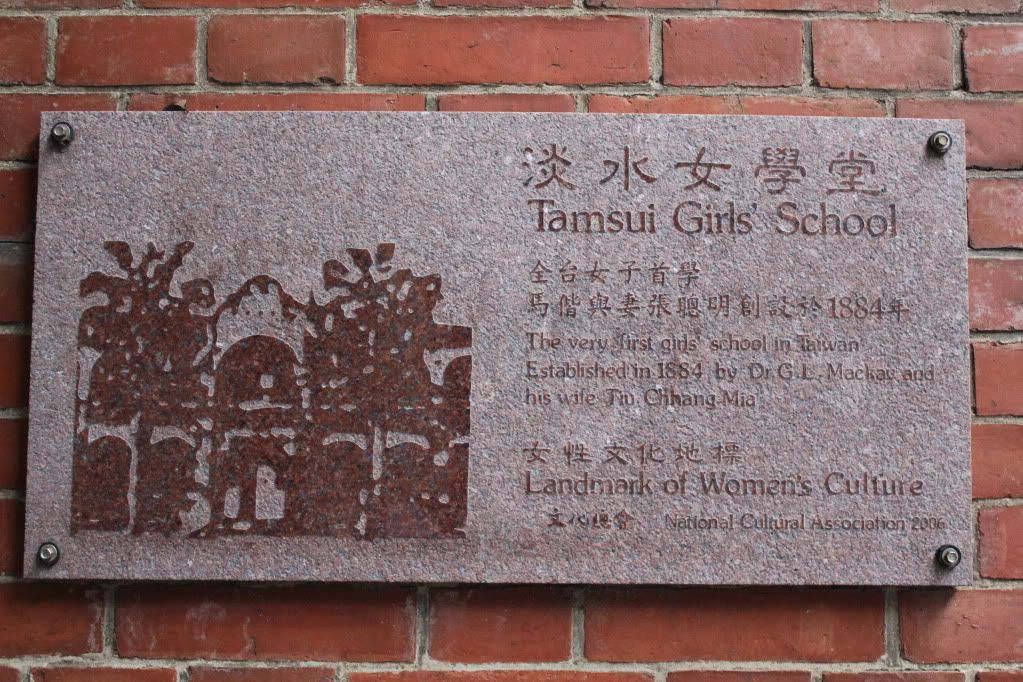 淡水女學堂
Tamsui Girls' School
全台女子首學
馬偕與妻張聰明創設於1884年
The very first girls' school in Taiwan
Established in 1884 by Dr. G. L. Mackay and
his wife Tiu, Chhang-Mia
女性文化地標
Landmark of Women's Culture
文化總會 National Cultural Association 2006